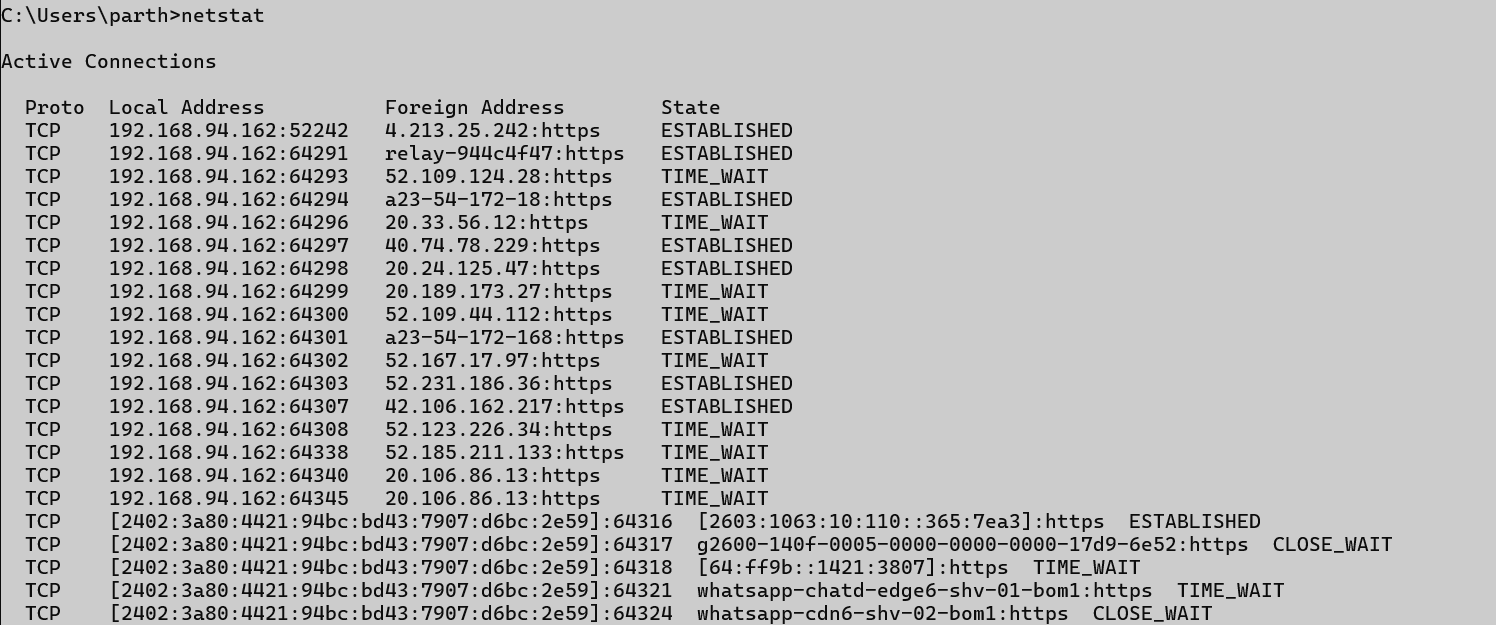 C:\Users\parth>netstat
Active Connections
Proto  Local Address          Foreign Address        State
TCP    192.168.94.162:52242   4.213.25.242:https     ESTABLISHED
TCP    192.168.94.162:64291   relay-944c4f47:https   ESTABLISHED
TCP    192.168.94.162:64293   52.109.124.28:https    TIME_WAIT
TCP    192.168.94.162:64294   a23-54-172-18:https    ESTABLISHED
TCP    192.168.94.162:64296   20.33.56.12:https      TIME_WAIT
TCP    192.168.94.162:64297   40.74.78.229:https     ESTABLISHED
TCP    192.168.94.162:64298   20.24.125.47:https     ESTABLISHED
TCP    192.168.94.162:64299   20.189.173.27:https    TIME_WAIT
TCP    192.168.94.162:64300   52.109.44.112:https    TIME_WAIT
TCP    192.168.94.162:64301   a23-54-172-168:https   ESTABLISHED
TCP    192.168.94.162:64302   52.167.17.97:https     TIME_WAIT
TCP    192.168.94.162:64303   52.231.186.36:https    ESTABLISHED
TCP    192.168.94.162:64307   42.106.162.217:https   ESTABLISHED
TCP    192.168.94.162:64308   52.123.226.34:https    TIME_WAIT
TCP    192.168.94.162:64338   52.185.211.133:https   TIME_WAIT
TCP    192.168.94.162:64340   20.106.86.13:https     TIME_WAIT
TCP    192.168.94.162:64345   20.106.86.13:https     TIME_WAIT
TCP    [2402:3a80:4421:94bc:bd43:7907:d6bc:2e59]:64316  [2603:1063:10:110::365:7ea3]:https  ESTABLISHED
TCP    [2402:3a80:4421:94bc:bd43:7907:d6bc:2e59]:64317  g2600-140f-0005-0000-0000-0000-17d9-6e52:https  CLOSE_WAIT
TCP    [2402:3a80:4421:94bc:bd43:7907:d6bc:2e59]:64318  [64:ff9b::1421:3807]:https  TIME_WAIT
TCP    [2402:3a80:4421:94bc:bd43:7907:d6bc:2e59]:64321  whatsapp-chatd-edge6-shv-01-bom1:https  TIME_WAIT
TCP    [2402:3a80:4421:94bc:bd43:7907:d6bc:2e59]:64324  whatsapp-cdn6-shv-02-bom1:https  CLOSE_WAIT